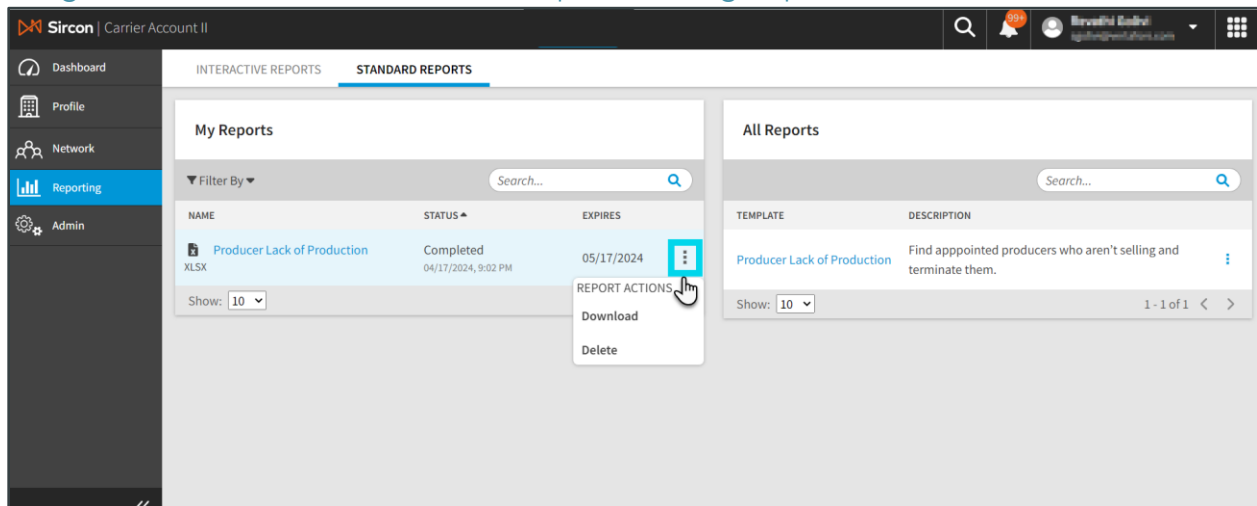 Sircon | Carrier Account II
99+
Dashboard
Profile
Network
Reporting
Admin
INTERACTIVE REPORTS STANDARD REPORTS
My Reports
Filter By
Search...
NAME STATUS EXPIRES
Producer Lack of Production
XLSX
Completed
04/17/2024, 9:02 PM
05/17/2024
REPORT ACTIONS
Download
Delete
Show: 10
All Reports
Search...
TEMPLATE DESCRIPTION
Producer Lack of Production
Find apppointed producers who aren't selling and
terminate them.
Show: 10
1 - 1 of 1